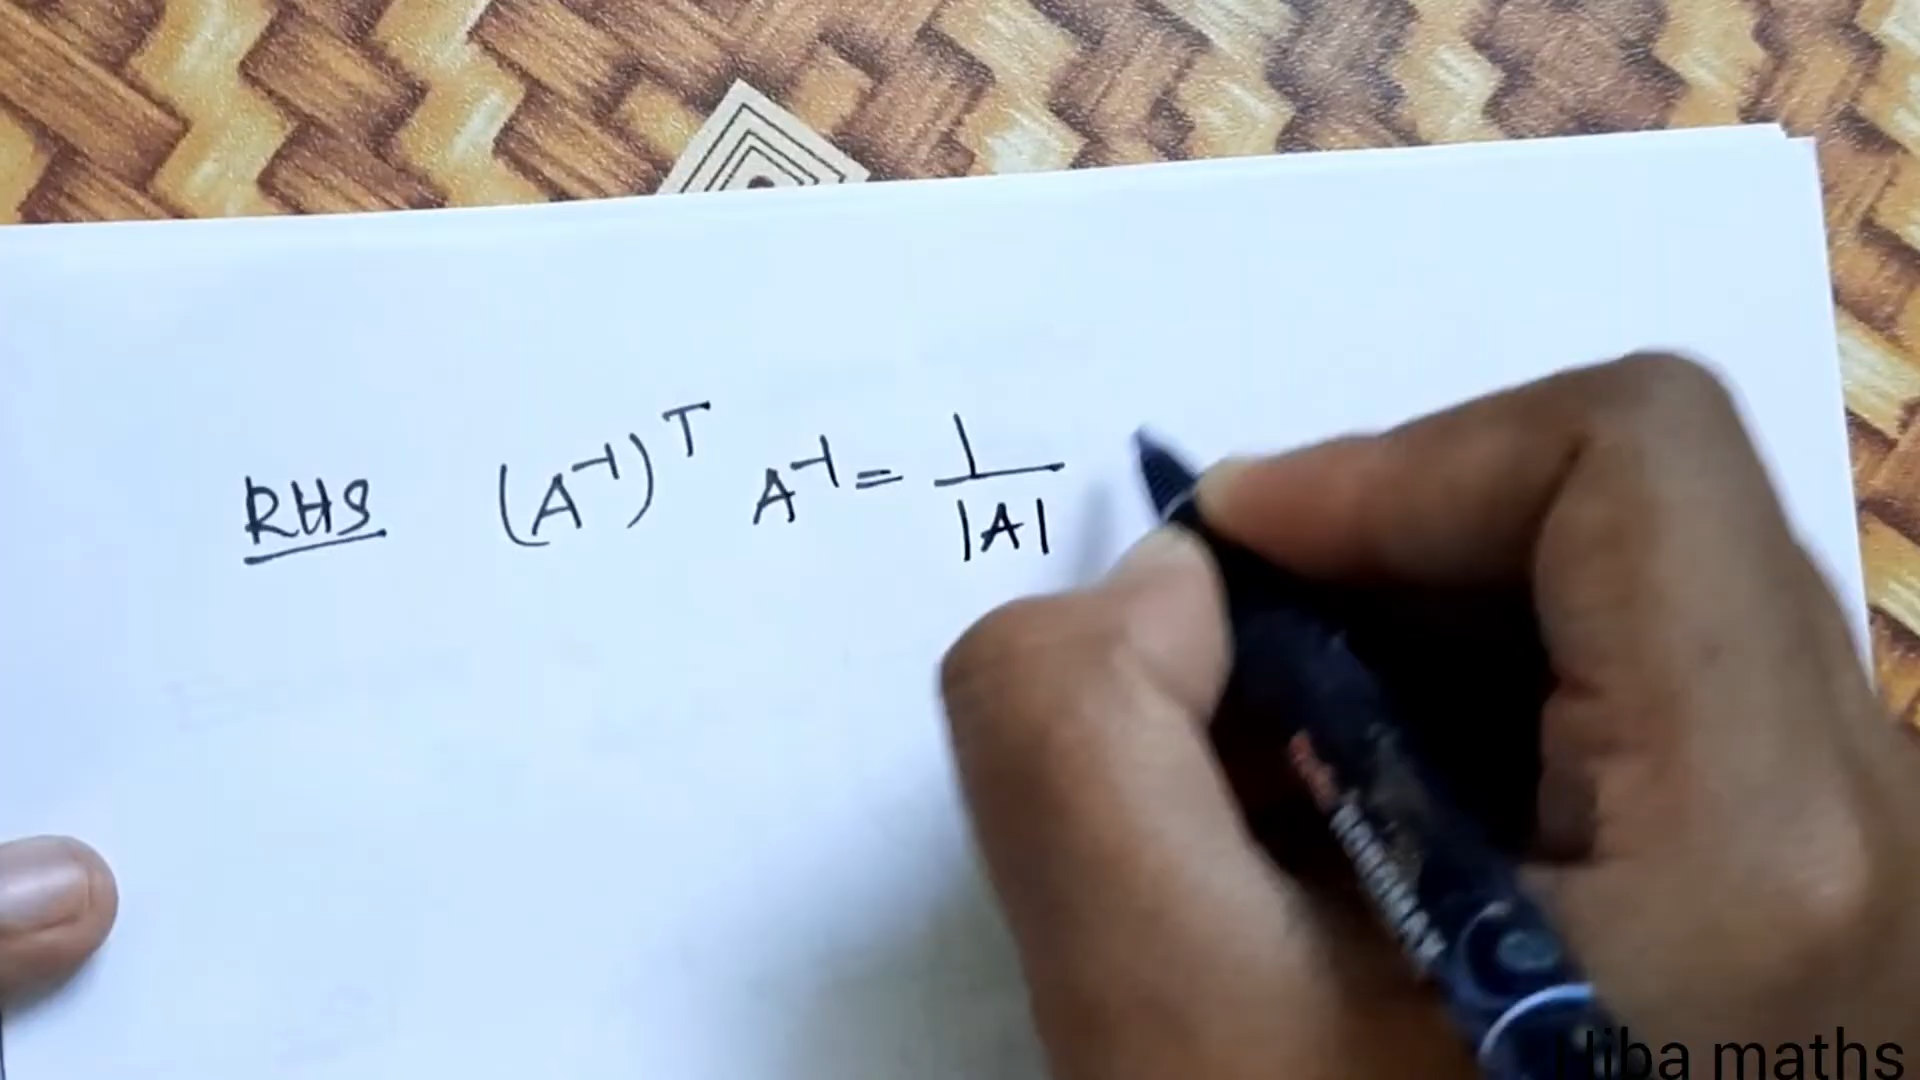 RHS (A⁻¹)ᵀ A⁻¹ = 1/|A|
iba maths